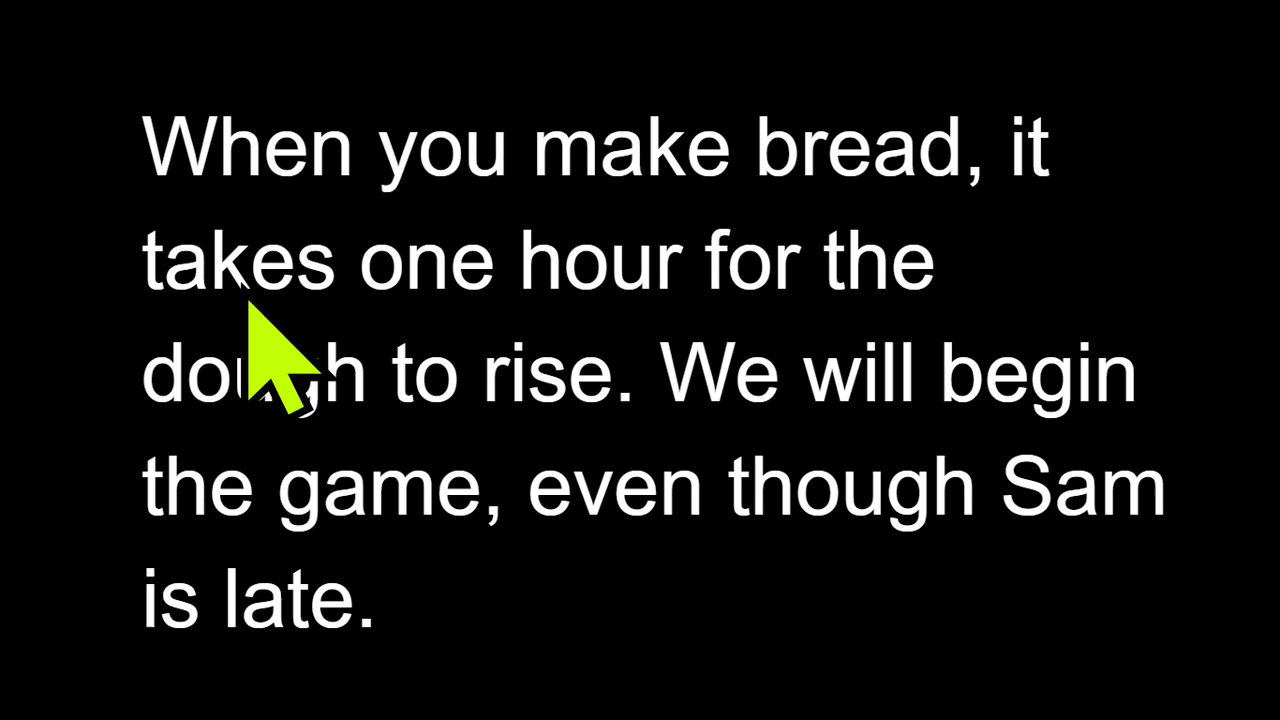 When you make bread, it
takes one hour for the
dough to rise. We will begin
the game, even though Sam
is late.